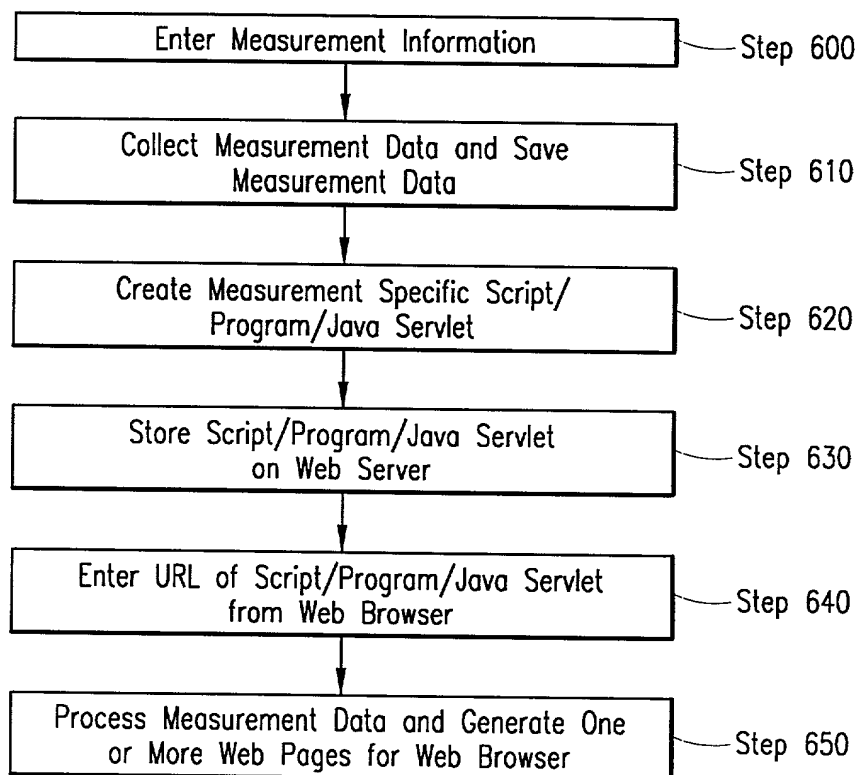 Enter Measurement Information
Step 600
Collect Measurement Data and Save
Measurement Data
Step 610
Create Measurement Specific Script/
Program/Java Servlet
Step 620
Store Script/Program/Java Servlet
on Web Server
Step 630
Enter URL of Script/Program/Java Servlet
from Web Browser
Step 640
Process Measurement Data and Generate One
or More Web Pages for Web Browser
Step 650